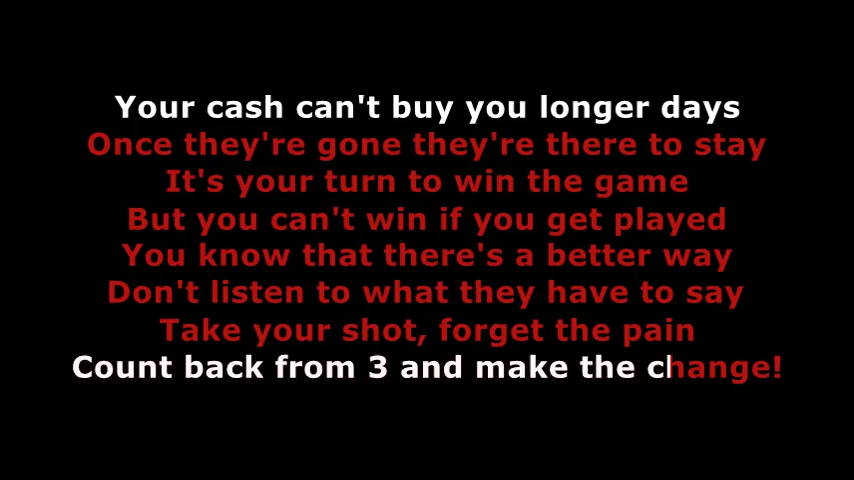 Your cash can't buy you longer days
Once they're gone they're there to stay
It's your turn to win the game
But you can't win if you get played
You know that there's a better way
Don't listen to what they have to say
Take your shot, forget the pain
Count back from 3 and make the change!